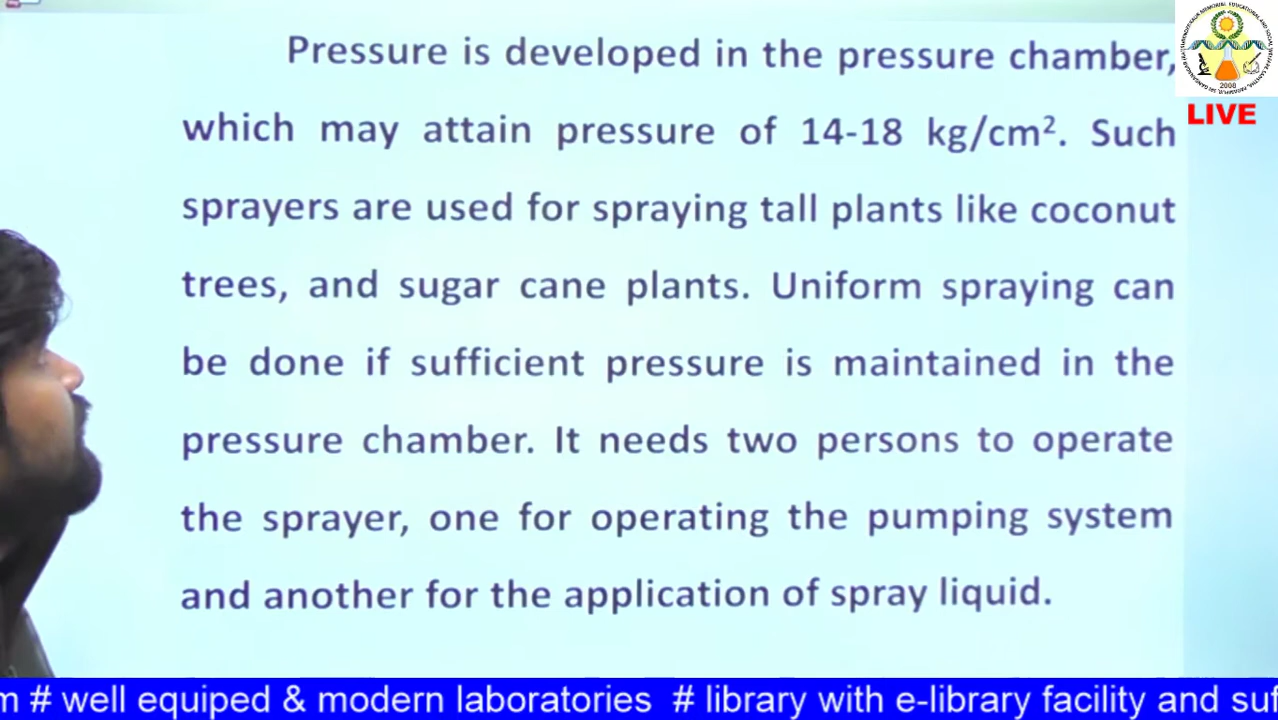 Pressure is developed in the pressure chamber,
which may attain pressure of 14-18 kg/cm². Such
sprayers are used for spraying tall plants like coconut
trees, and sugar cane plants. Uniform spraying can
be done if sufficient pressure is maintained in the
pressure chamber. It needs two persons to operate
the sprayer, one for operating the pumping system
and another for the application of spray liquid.
2008
LIVE
m # well equiped & modern laboratories # library with e-library facility and suf